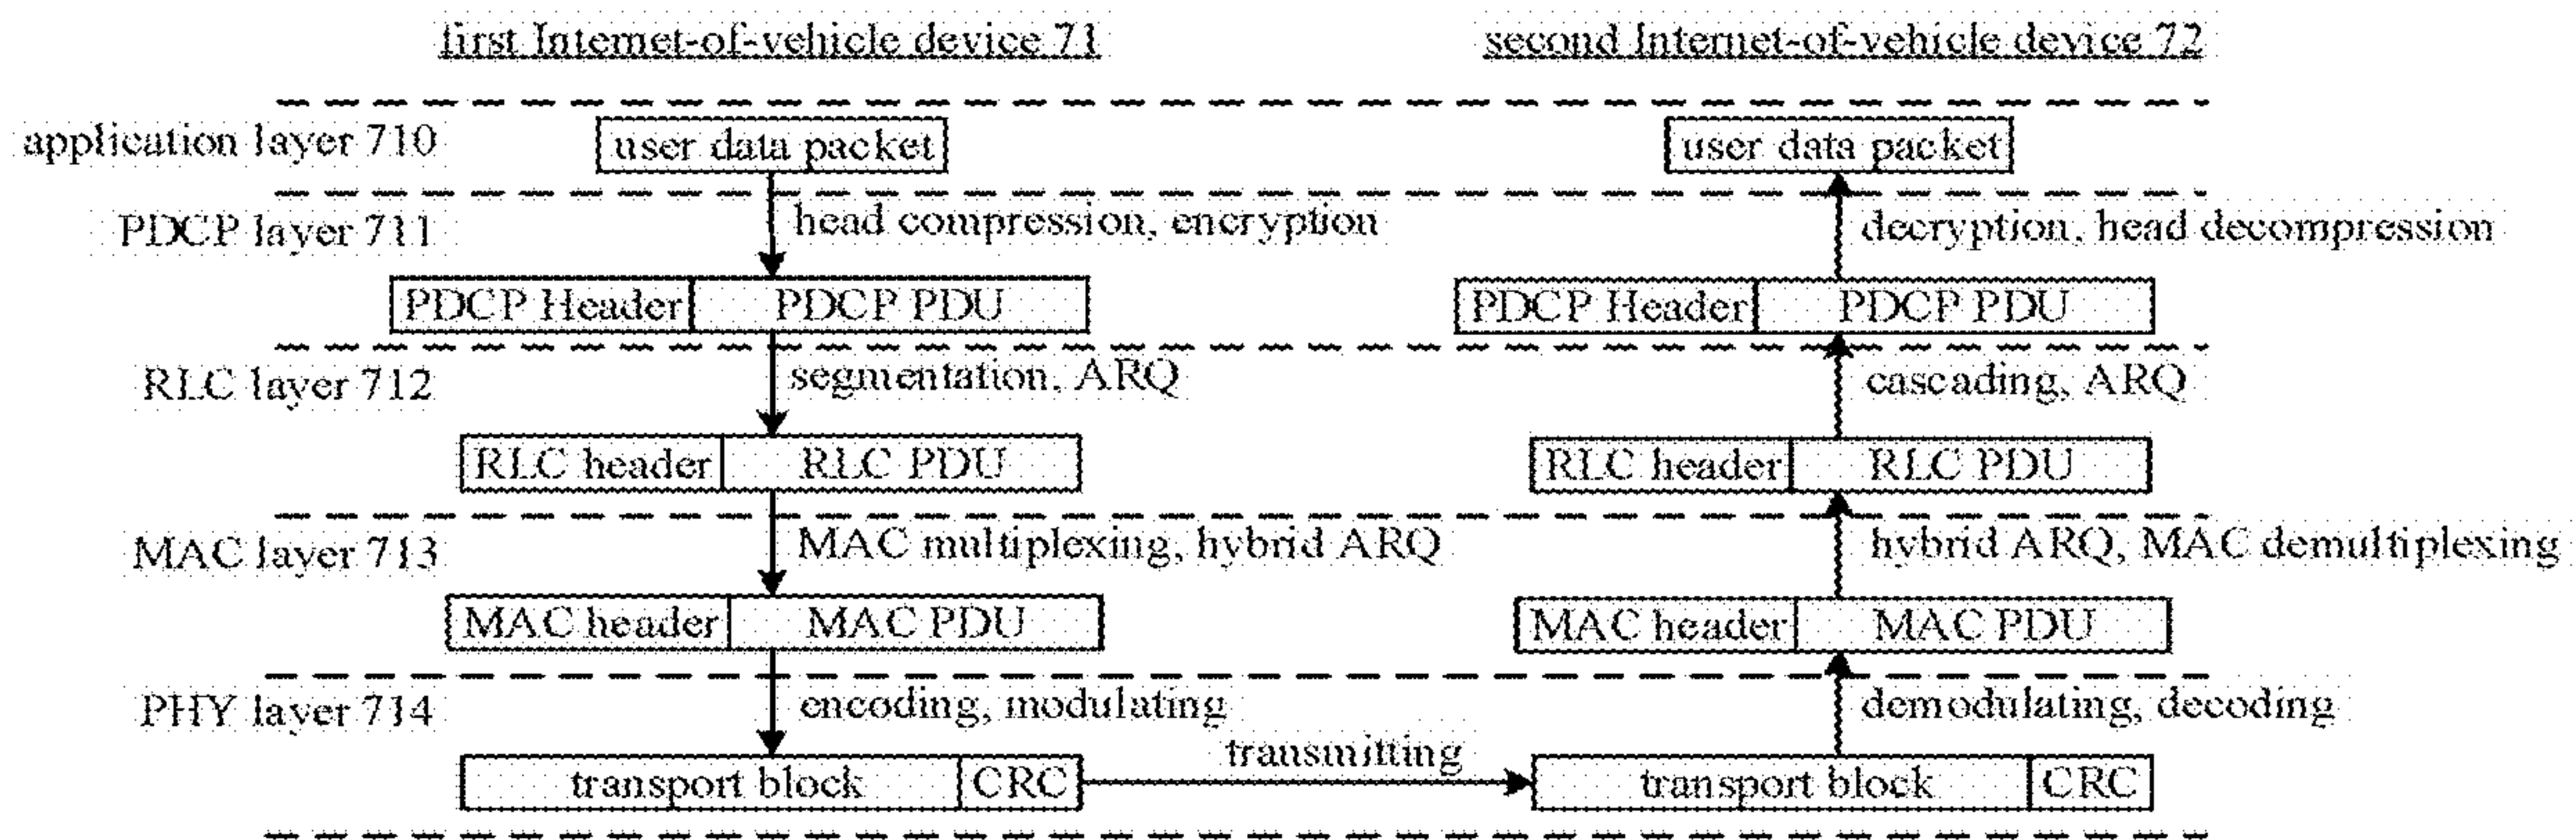 first Internet-of-vehicle device 71 second Internet-of-vehicle device 72
application layer 710 user data packet user data packet
PDCP layer 711 head compression, encryption decryption, head decompression
PDCP Header PDCP PDU PDCP Header PDCP PDU
RLC layer 712 segmentation, ARQ cascading, ARQ
RLC header RLC PDU RLC header RLC PDU
MAC layer 713 MAC multiplexing, hybrid ARQ hybrid ARQ, MAC demultiplexing
MAC header MAC PDU MAC header MAC PDU
PHY layer 714 encoding, modulating demodulating, decoding
transmitting
transport block CRC transport block CRC